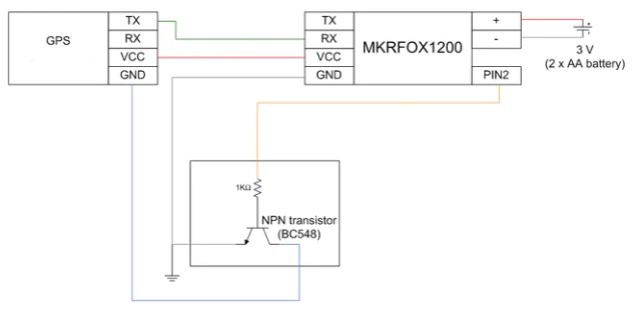 GPS
TX
RX
VCC
GND
TX
RX
VCC
GND
MKRFOX1200
+
-
PIN2
+
-
3 V
(2 x AA battery)
1KΩ
NPN transistor
(BC548)